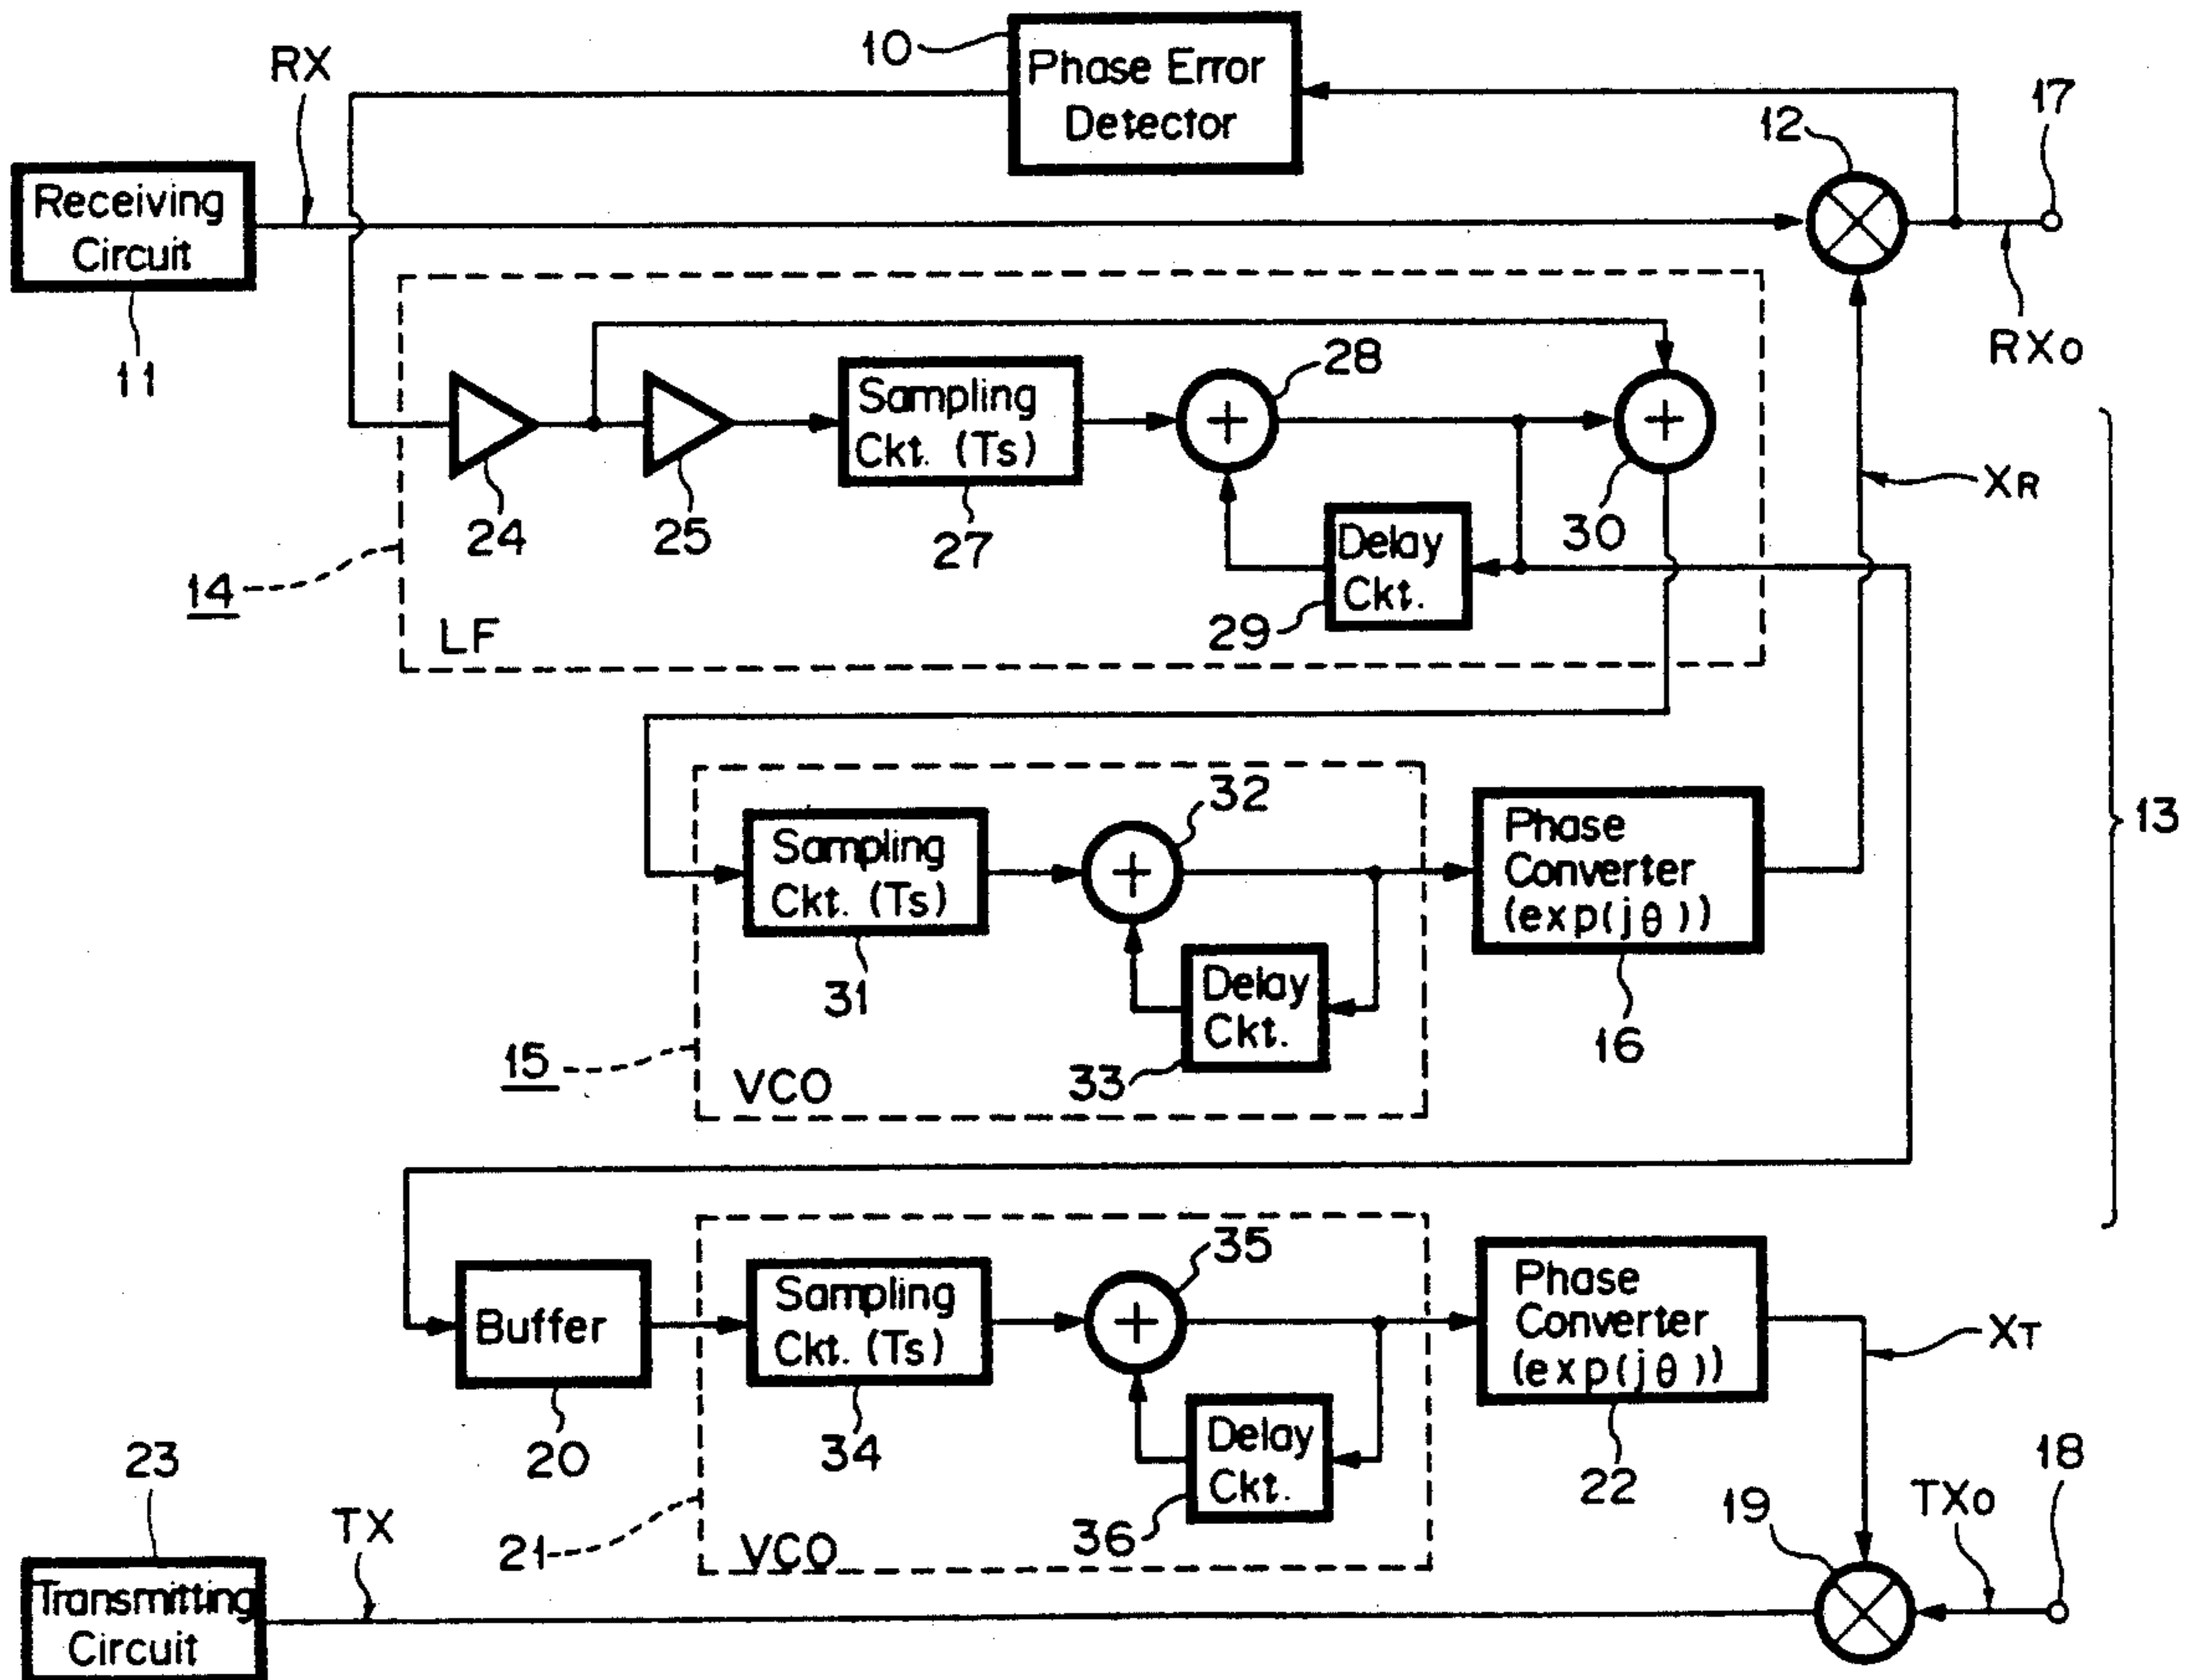 10
Phase Error
Detector
RX
17
12
Receiving
Circuit
11
RXO
28
Sampling
Ckt. (Ts)
24
25
27
30
XR
Delay
Ckt.
29
14
LF
13
32
Sampling
Ckt. (Ts)
Phase
Converter
(exp(jθ))
31
Delay
Ckt.
16
15
33
VCO
35
Buffer
Sampling
Ckt. (Ts)
Phase
Converter
(exp(jθ))
XT
20
34
Delay
Ckt.
22
18
23
19
TXO
TX
21
36
VCO
Transmitting
Circuit